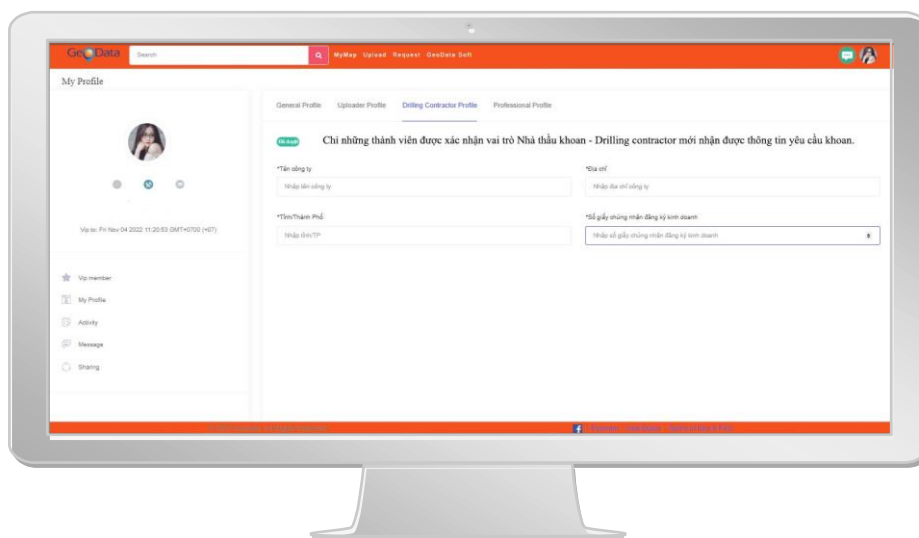 GeoData
Search
MyMap Upload Request GeoData Soft
My Profile
General Profile Uploader Profile Drilling Contractor Profile Professional Profile
Chỉ những thành viên được xác nhận vai trò Nhà thầu khoan - Drilling contractor mới nhận được thông tin yêu cầu khoan.
*Tên công ty
*Địa chỉ
Nhập tên công ty
Nhập địa chỉ công ty
Vip to: Fri Nov 04 2022 11:20:53 GMT+0700 (+07)
*Tỉnh/Thành Phố
*Số giấy chứng nhận đăng ký kinh doanh
Nhập tỉnh/TP
Nhập số giấy chứng nhận đăng ký kinh doanh
Vip member
My Profile
Activity
Message
Sharing